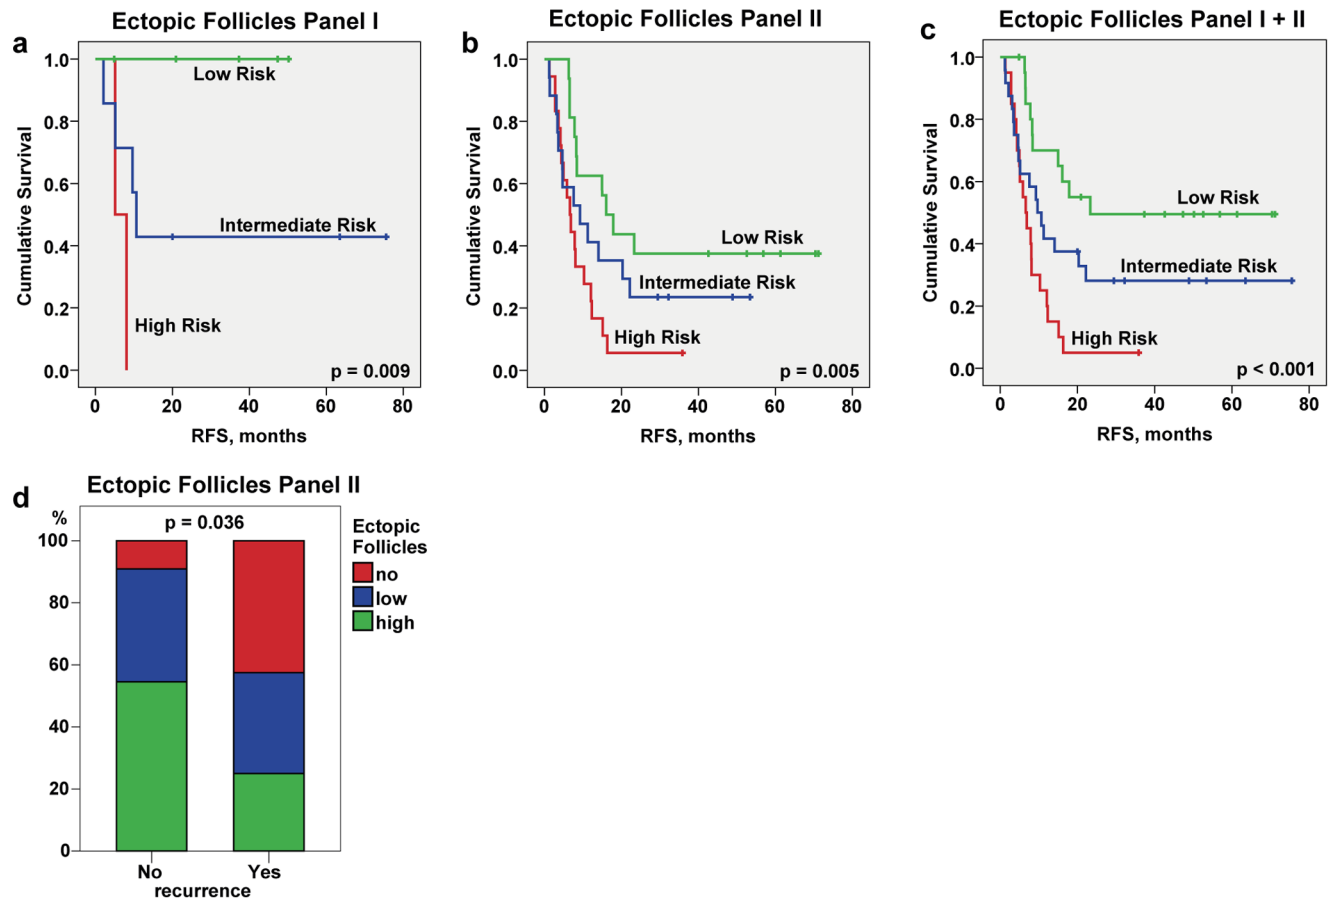 Ectopic Follicles Panel I
a
1.0
0.8
0.6
0.4
0.2
0.0
Cumulative Survival
Low Risk
Intermediate Risk
High Risk
p = 0.009
0 20 40 60 80
RFS, months
Ectopic Follicles Panel II
b
1.0
0.8
0.6
0.4
0.2
0.0
Cumulative Survival
Low Risk
Intermediate Risk
High Risk
p = 0.005
0 20 40 60 80
RFS, months
Ectopic Follicles Panel I + II
c
1.0
0.8
0.6
0.4
0.2
0.0
Cumulative Survival
Low Risk
Intermediate Risk
High Risk
p < 0.001
0 20 40 60 80
RFS, months
Ectopic Follicles Panel II
d
%
p = 0.036
100
80
60
40
20
0
No Yes
recurrence
Ectopic
Follicles
no
low
high